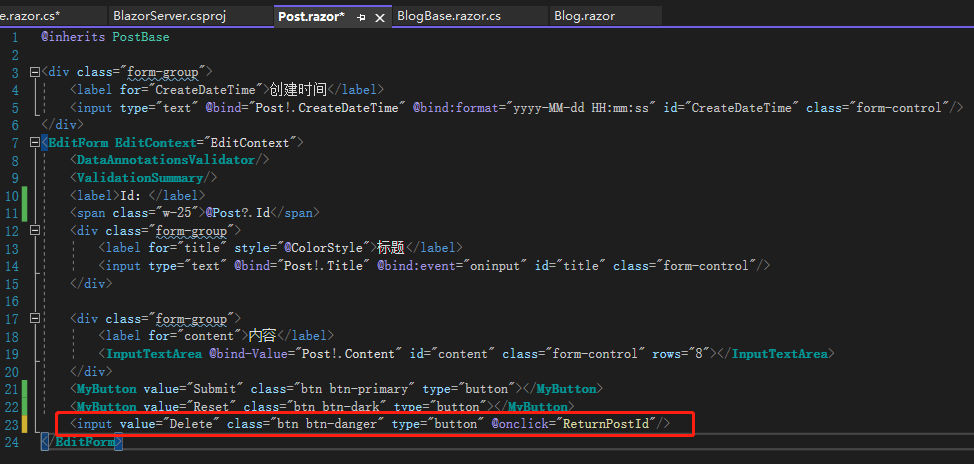 e.razor.cs* BlazorServer.csproj Post.razor* BlogBase.razor.cs Blog.razor
1 @inherits PostBase
2
3 <div class="form-group">
4 <label for="CreateDateTime">创建时间</label>
5 <input type="text" @bind="Post!.CreateDateTime" @bind:format="yyyy-MM-dd HH:mm:ss" id="CreateDateTime" class="form-control"/>
6 </div>
7 <EditForm EditContext="EditContext">
8 <DataAnnotationsValidator/>
9 <ValidationSummary/>
10 <label>Id: </label>
11 <span class="w-25">@Post?.Id</span>
12 <div class="form-group">
13 <label for="title" style="@ColorStyle">标题</label>
14 <input type="text" @bind="Post!.Title" @bind:event="oninput" id="title" class="form-control"/>
15 </div>
16
17 <div class="form-group">
18 <label for="content">内容</label>
19 <InputTextArea @bind-Value="Post!.Content" id="content" class="form-control" rows="8"></InputTextArea>
20 </div>
21 <MyButton value="Submit" class="btn btn-primary" type="button"></MyButton>
22 <MyButton value="Reset" class="btn btn-dark" type="button"></MyButton>
23 <input value="Delete" class="btn btn-danger" type="button" @onclick="ReturnPostId"/>
24 </EditForm>